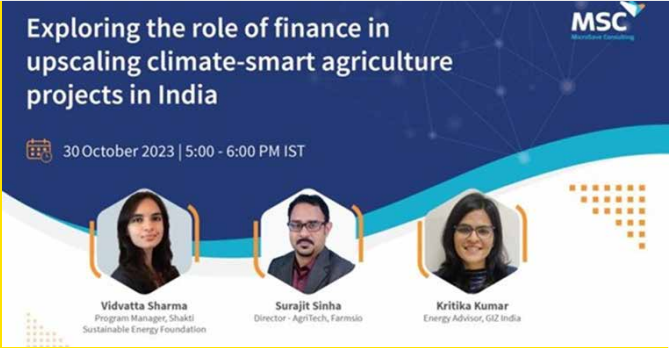 Exploring the role of finance in
upscaling climate-smart agriculture
projects in India
MSC
MicroSave Consulting
30 October 2023 | 5:00 - 6:00 PM IST
Vidvatta Sharma
Program Manager, Shakti
Sustainable Energy Foundation
Surajit Sinha
Director - AgriTech, Farmsio
Kritika Kumar
Energy Advisor, GIZ India